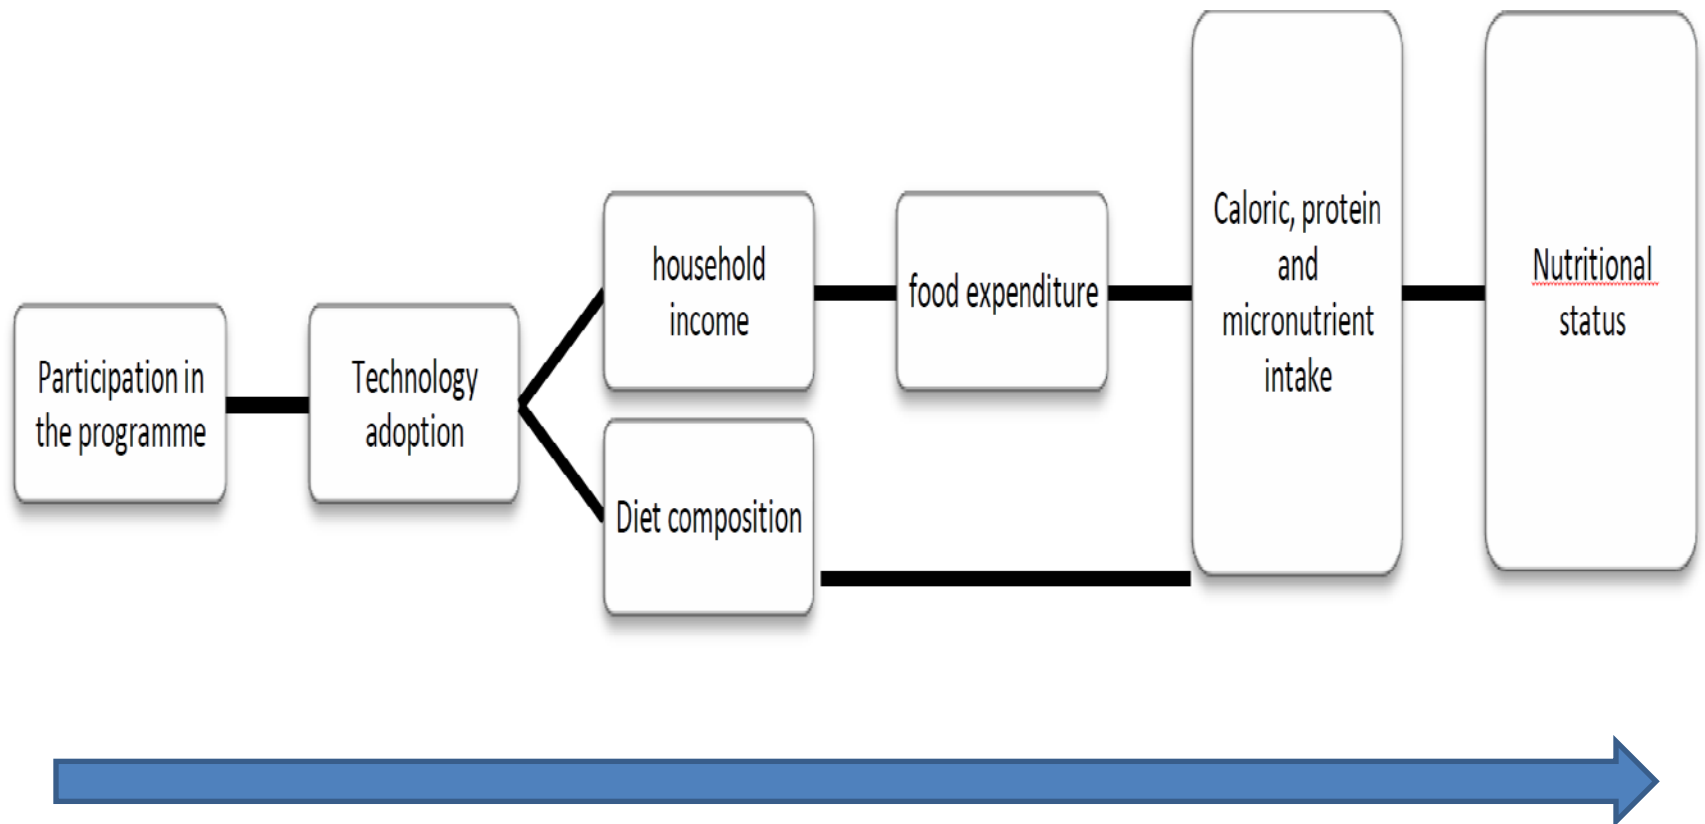 Participation in
the programme
Technology
adoption
household
income
Diet composition
food expenditure
Caloric, protein
and
micronutrient
intake
Nutritional
status